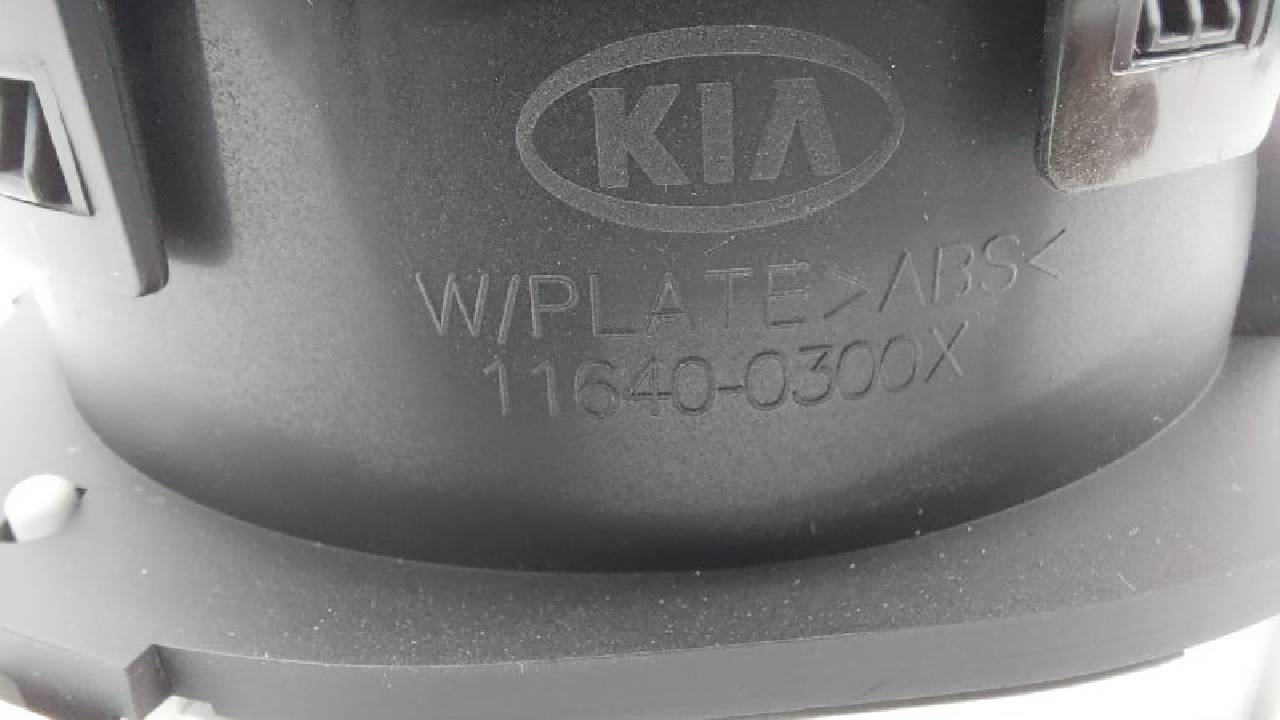 KIA
W/PLATE>ABS<
11640-0300X